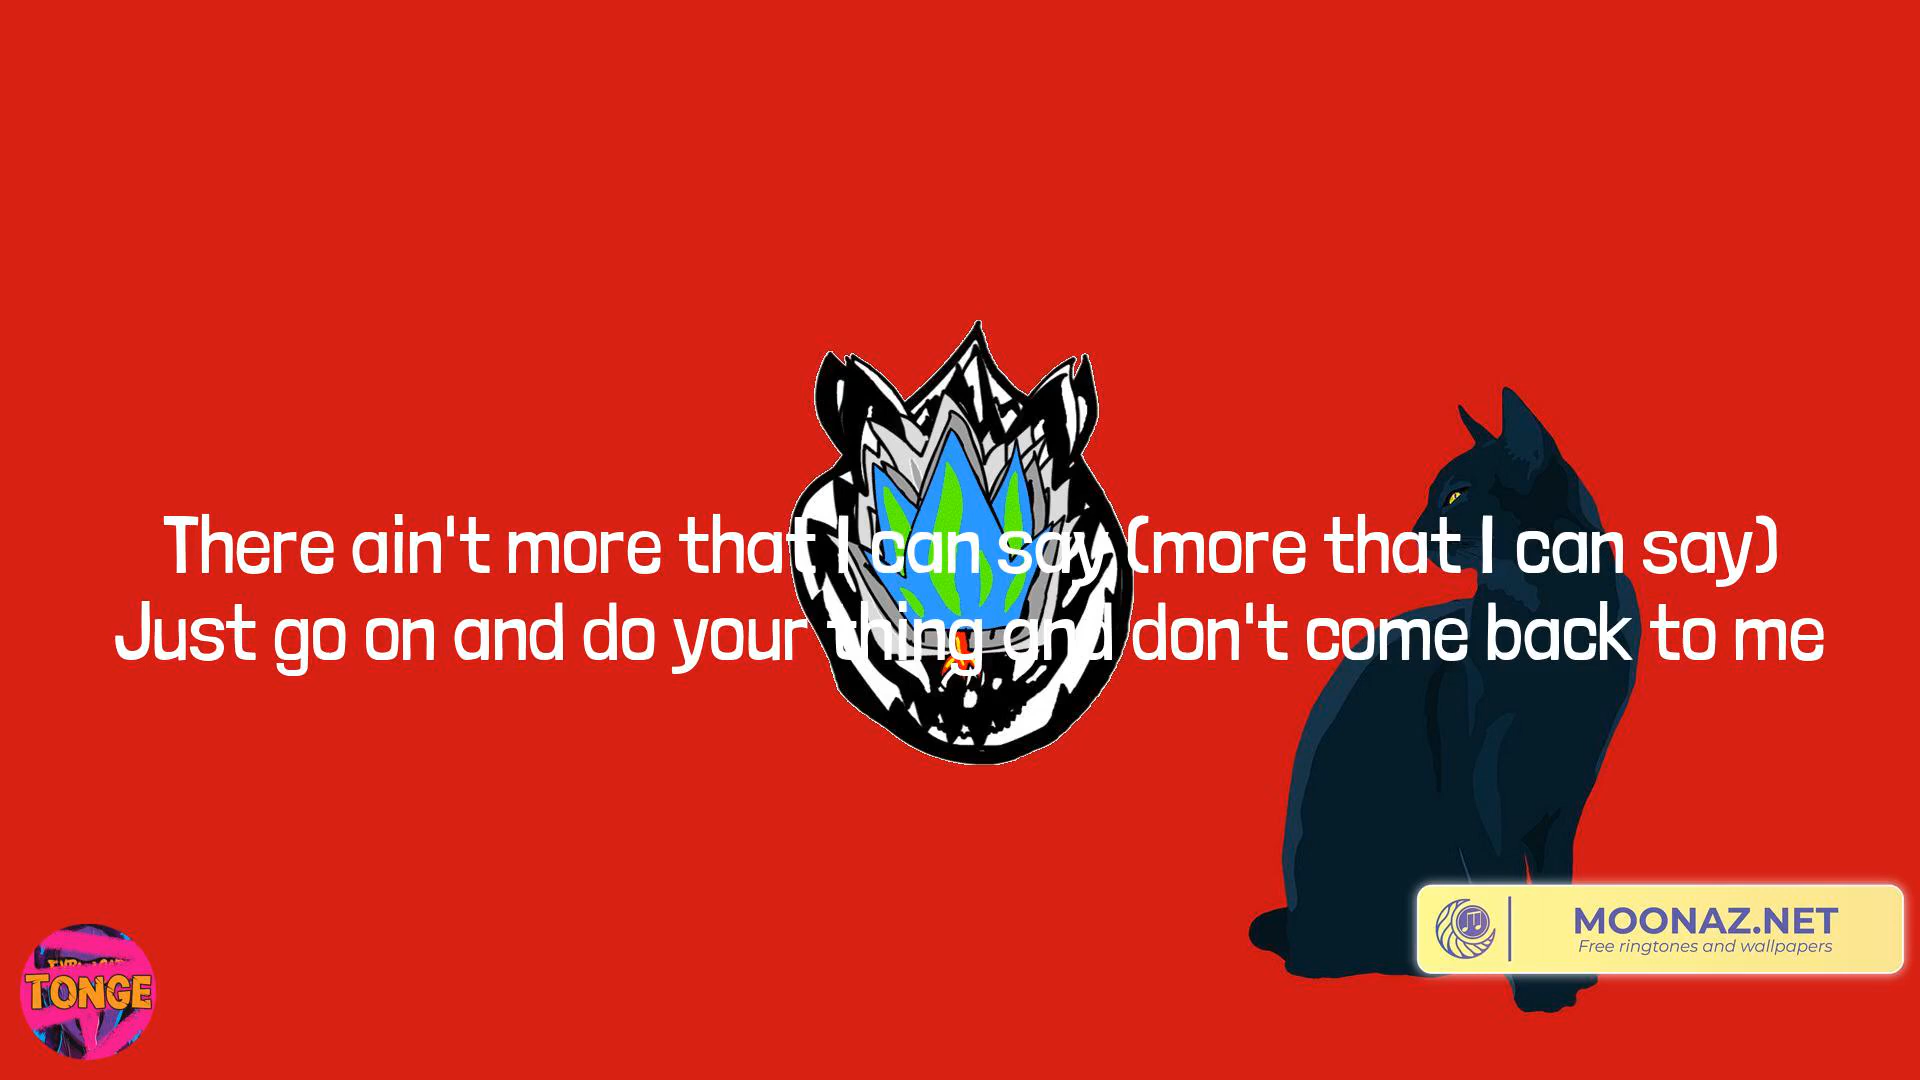 There ain't more that I can say (more that I can say)
Just go on and do your thing and don't come back to me
MOONAZ.NET
Free ringtones and wallpapers
TONGE